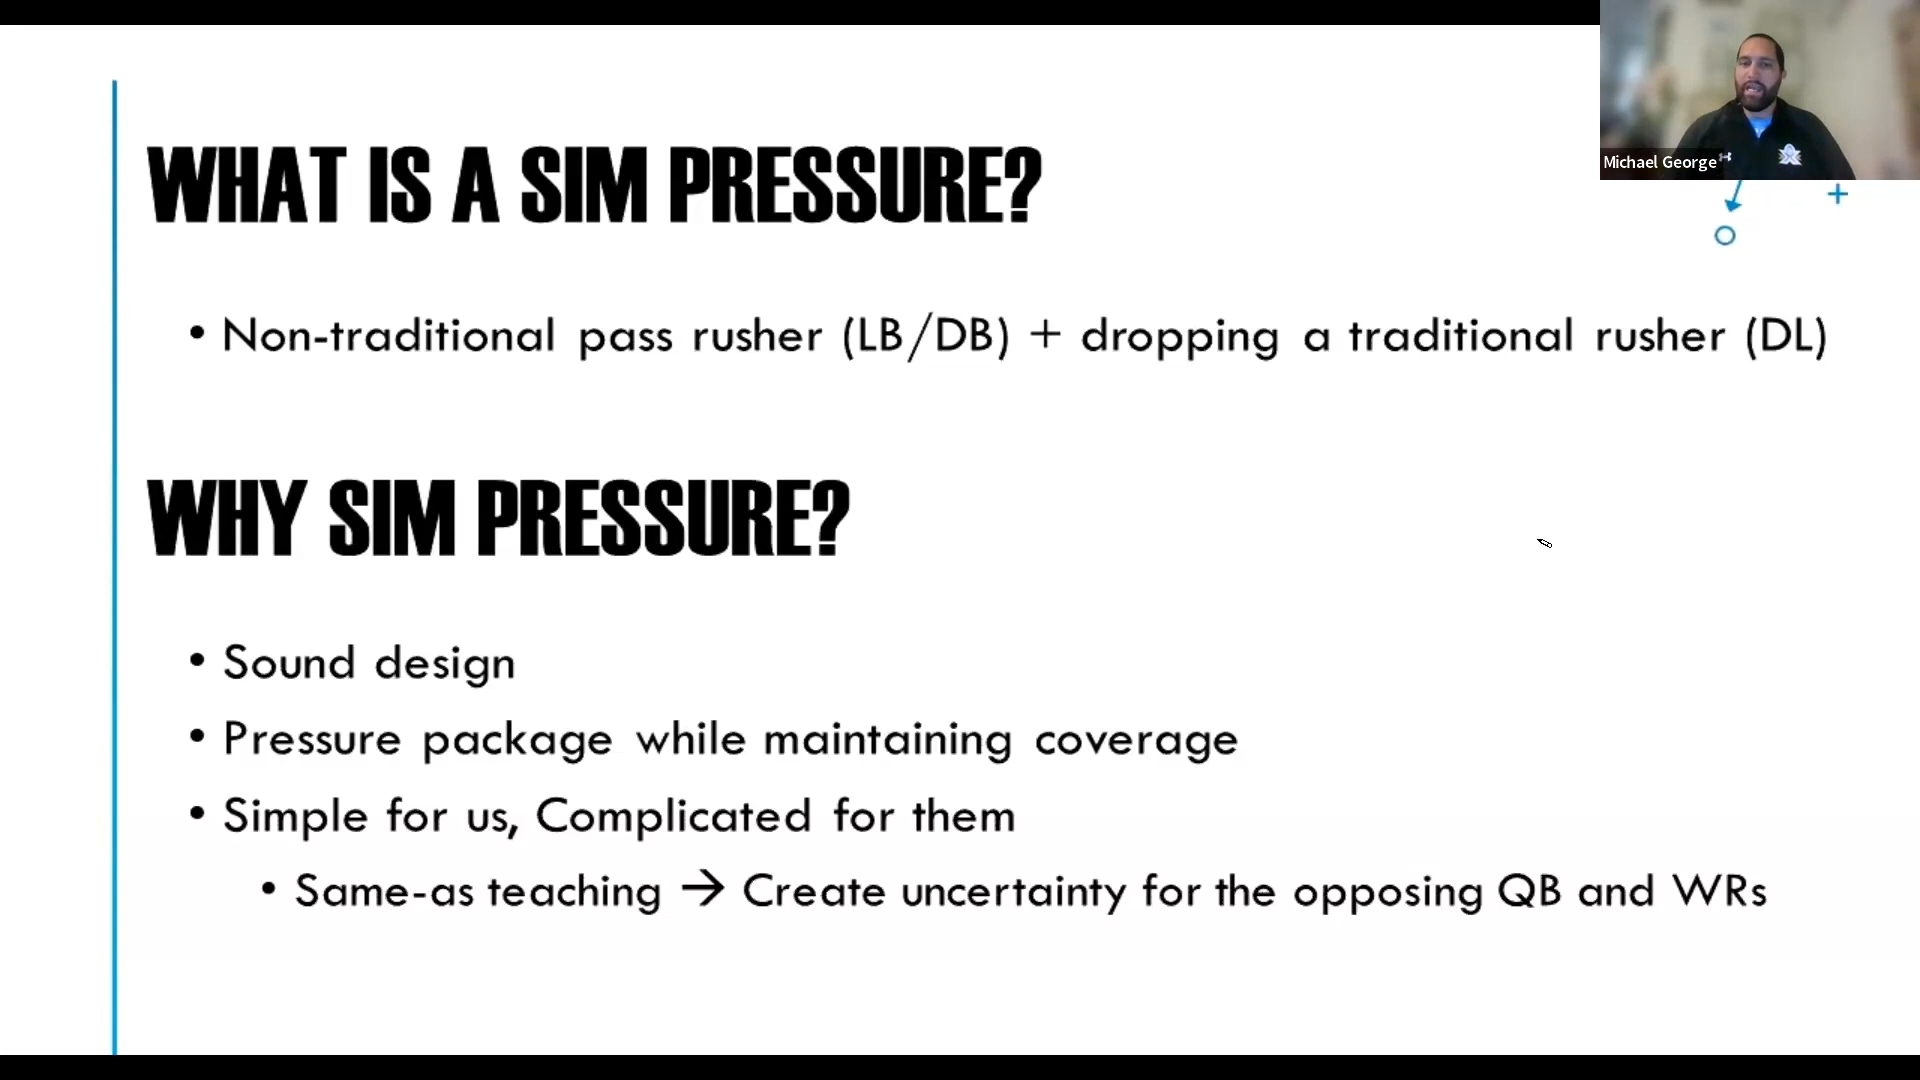 WHAT IS A SIM PRESSURE?
• Non-traditional pass rusher (LB/DB) + dropping a traditional rusher (DL)
WHY SIM PRESSURE?
• Sound design
• Pressure package while maintaining coverage
• Simple for us, Complicated for them
• Same-as teaching → Create uncertainty for the opposing QB and WRs
Michael George